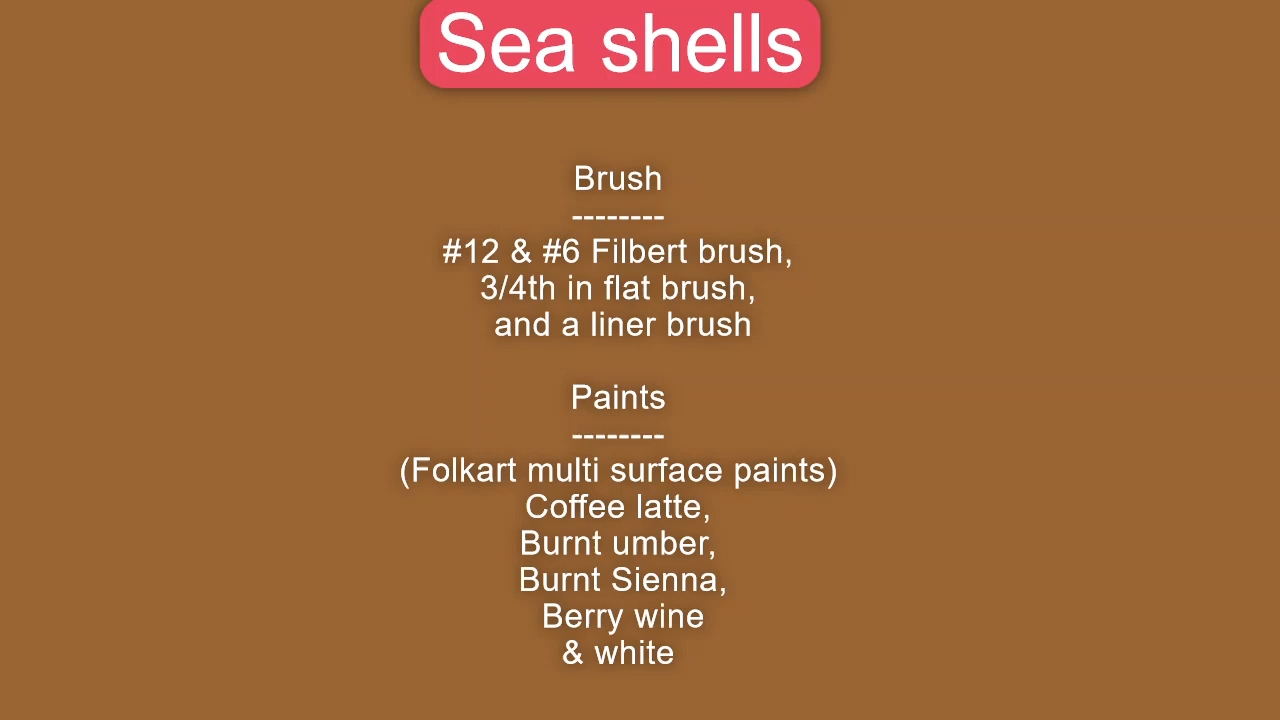 Sea shells
Brush
--------
#12 & #6 Filbert brush,
3/4th in flat brush,
and a liner brush
Paints
--------
(Folkart multi surface paints)
Coffee latte,
Burnt umber,
Burnt Sienna,
Berry wine
& white